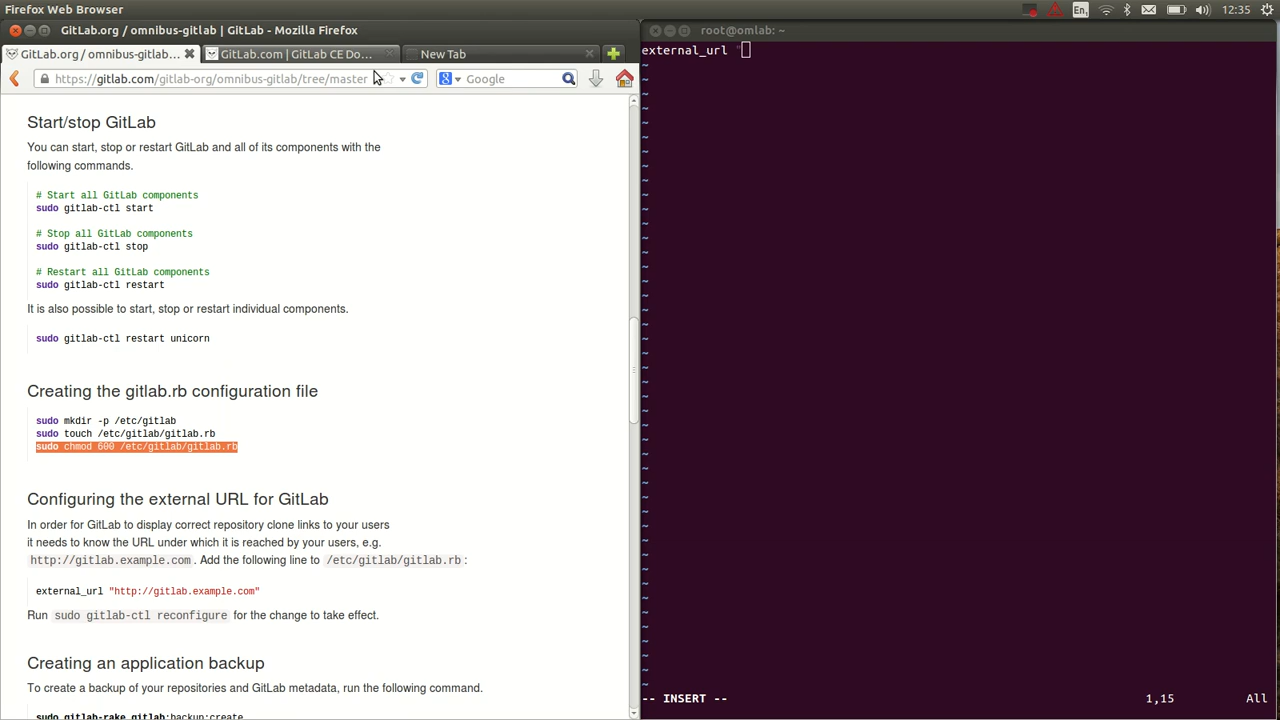 Firefox Web Browser
En1
12:35
GitLab.org / omnibus-gitlab | GitLab - Mozilla Firefox
root@omlab: ~
GitLab.org / omnibus-gitlab...
GitLab.com | GitLab CE Do...
New Tab
external_url "
https://gitlab.com/gitlab-org/omnibus-gitlab/tree/master
Google
Start/stop GitLab
You can start, stop or restart GitLab and all of its components with the
following commands.
# Start all GitLab components
sudo gitlab-ctl start
# Stop all GitLab components
sudo gitlab-ctl stop
# Restart all GitLab components
sudo gitlab-ctl restart
It is also possible to start, stop or restart individual components.
sudo gitlab-ctl restart unicorn
Creating the gitlab.rb configuration file
sudo mkdir -p /etc/gitlab
sudo touch /etc/gitlab/gitlab.rb
sudo chmod 600 /etc/gitlab/gitlab.rb
Configuring the external URL for GitLab
In order for GitLab to display correct repository clone links to your users
it needs to know the URL under which it is reached by your users, e.g.
http://gitlab.example.com. Add the following line to /etc/gitlab/gitlab.rb:
external_url "http://gitlab.example.com"
Run sudo gitlab-ctl reconfigure for the change to take effect.
Creating an application backup
To create a backup of your repositories and GitLab metadata, run the following command.
sudo gitlab-rake gitlab:backup:create
-- INSERT --
1,15
All